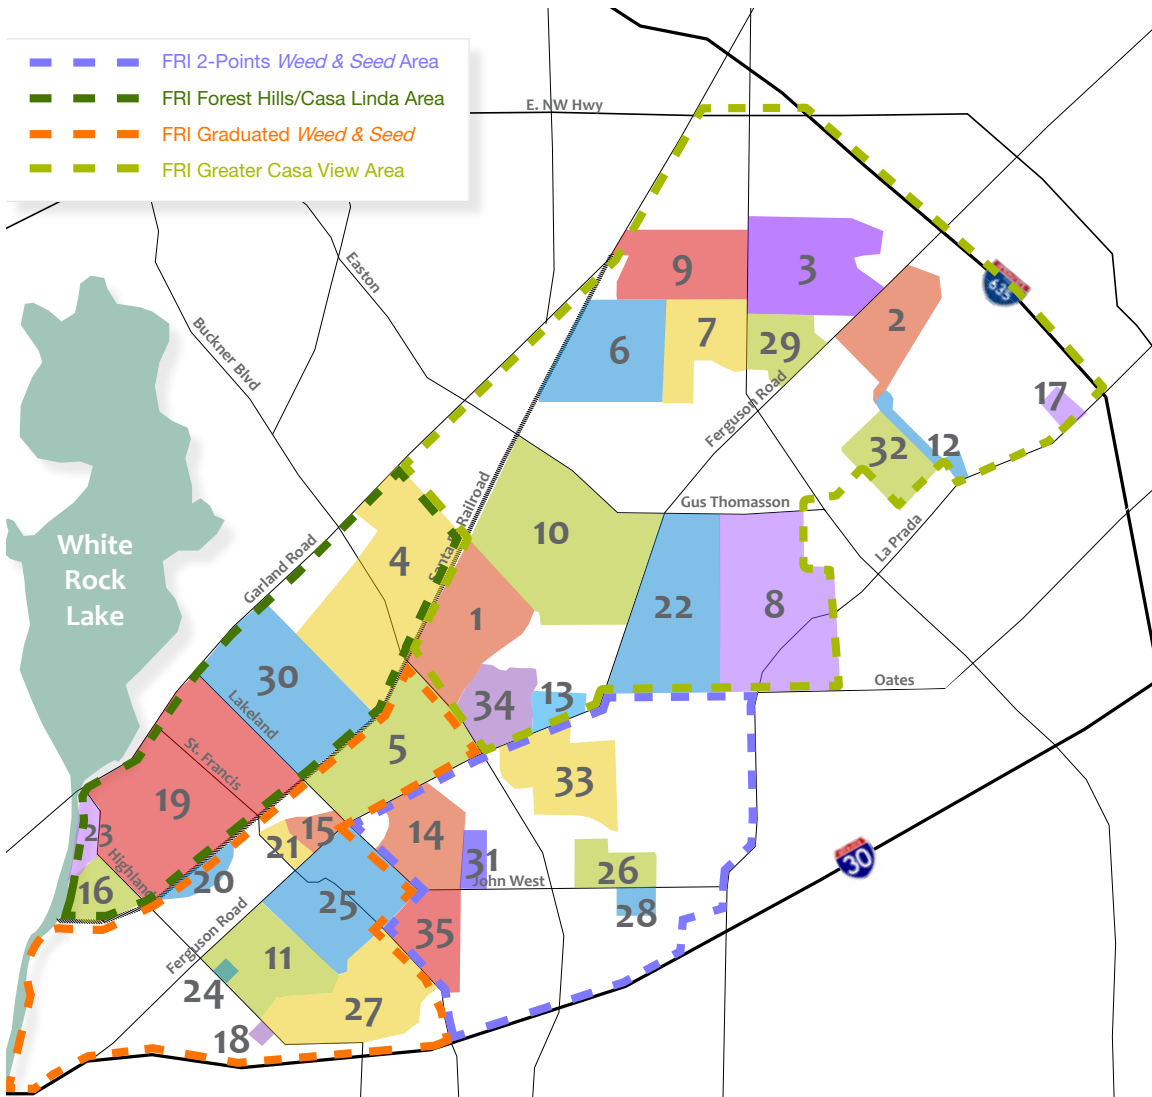 FRI 2-Points Weed & Seed Area
FRI Forest Hills/Casa Linda Area
FRI Graduated Weed & Seed
FRI Greater Casa View Area
E. NW Hwy
Easton
Buckner Blvd
9
3
635
2
6
7
29
17
Ferguson Road
32
12
Railroad
Gus Thomasson
White
Rock
Lake
Garland Road
4
Santa
10
La Prada
1
22
8
30
Lakeland
34
13
Oates
5
St. Francis
33
19
23
15
14
21
31
30
Highland
16
20
26
John West
25
28
Ferguson Road
35
11
24
27
18